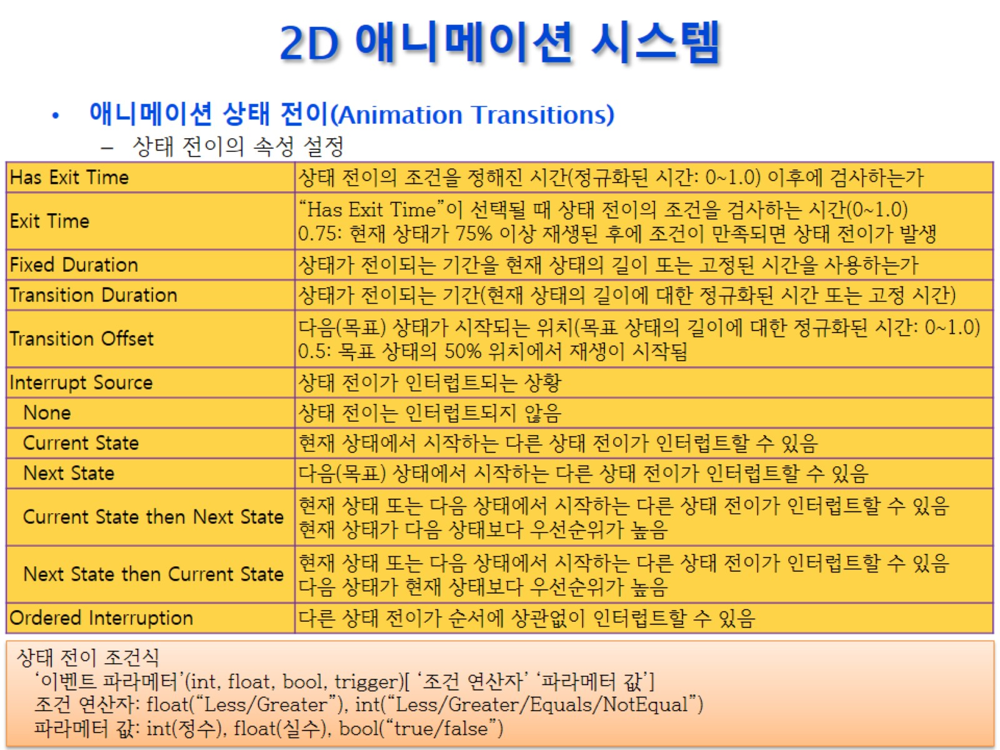 2D 애니메이션 시스템
• 애니메이션 상태 전이(Animation Transitions)
– 상태 전이의 속성 설정
Has Exit Time 상태 전이의 조건을 정해진 시간(정규화된 시간: 0~1.0) 이후에 검사하는가
Exit Time “Has Exit Time”이 선택될 때 상태 전이의 조건을 검사하는 시간(0~1.0)
0.75: 현재 상태가 75% 이상 재생된 후에 조건이 만족되면 상태 전이가 발생
Fixed Duration 상태가 전이되는 기간을 현재 상태의 길이 또는 고정된 시간을 사용하는가
Transition Duration 상태가 전이되는 기간(현재 상태의 길이에 대한 정규화된 시간 또는 고정 시간)
Transition Offset 다음(목표) 상태가 시작되는 위치(목표 상태의 길이에 대한 정규화된 시간: 0~1.0)
0.5: 목표 상태의 50% 위치에서 재생이 시작됨
Interrupt Source 상태 전이가 인터럽트되는 상황
None 상태 전이는 인터럽트되지 않음
Current State 현재 상태에서 시작하는 다른 상태 전이가 인터럽트할 수 있음
Next State 다음(목표) 상태에서 시작하는 다른 상태 전이가 인터럽트할 수 있음
Current State then Next State 현재 상태 또는 다음 상태에서 시작하는 다른 상태 전이가 인터럽트할 수 있음
현재 상태가 다음 상태보다 우선순위가 높음
Next State then Current State 현재 상태 또는 다음 상태에서 시작하는 다른 상태 전이가 인터럽트할 수 있음
다음 상태가 현재 상태보다 우선순위가 높음
Ordered Interruption 다른 상태 전이가 순서에 상관없이 인터럽트할 수 있음
상태 전이 조건식
‘이벤트 파라메터’(int, float, bool, trigger)[ ‘조건 연산자’ ‘파라메터 값’]
조건 연산자: float(“Less/Greater”), int(“Less/Greater/Equals/NotEqual”)
파라메터 값: int(정수), float(실수), bool(“true/false”)